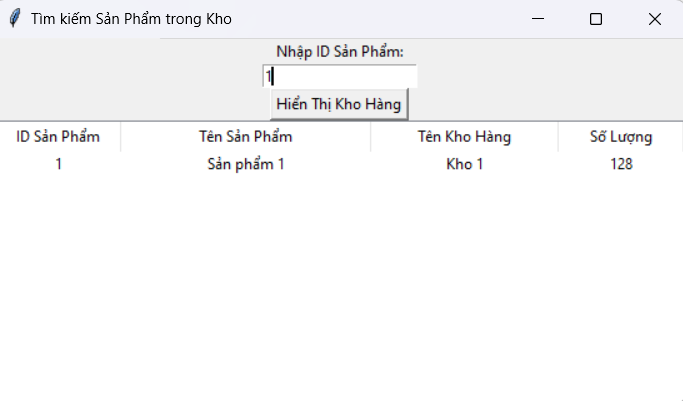 Tìm kiếm Sản Phẩm trong Kho
Nhập ID Sản Phẩm:
1
Hiển Thị Kho Hàng
ID Sản Phẩm Tên Sản Phẩm Tên Kho Hàng Số Lượng
1 Sản phẩm 1 Kho 1 128